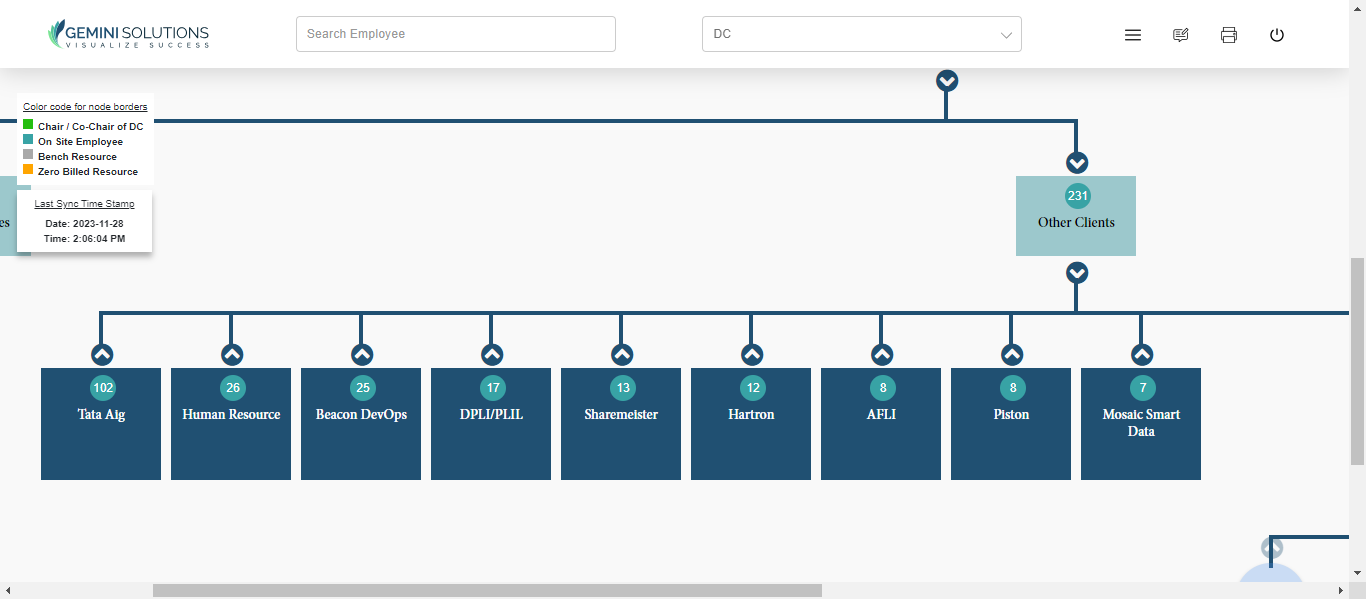 GEMINI SOLUTIONS
VISUALIZE SUCCESS
Search Employee
DC
Color code for node borders
Chair / Co-Chair of DC
On Site Employee
Bench Resource
Zero Billed Resource
Last Sync Time Stamp
Date: 2023-11-28
Time: 2:06:04 PM
es
231
Other Clients
102
Tata Aig
26
Human Resource
25
Beacon DevOps
17
DPLI/PLIL
13
Sharemeister
12
Hartron
8
AFLI
8
Piston
7
Mosaic Smart
Data